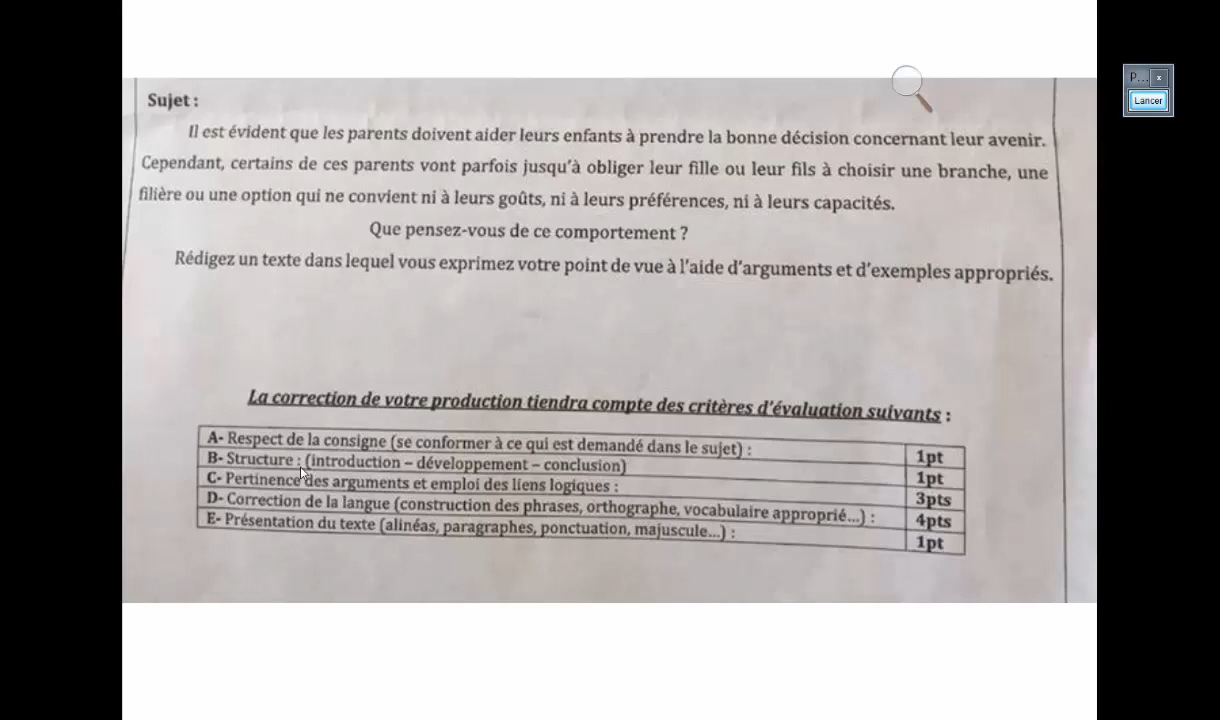 Sujet :
Il est évident que les parents doivent aider leurs enfants à prendre la bonne décision concernant leur avenir.
Cependant, certains de ces parents vont parfois jusqu'à obliger leur fille ou leur fils à choisir une branche, une
filière ou une option qui ne convient ni à leurs goûts, ni à leurs préférences, ni à leurs capacités.
Que pensez-vous de ce comportement ?
Rédigez un texte dans lequel vous exprimez votre point de vue à l'aide d'arguments et d'exemples appropriés.
La correction de votre production tiendra compte des critères d'évaluation suivants :
A- Respect de la consigne (se conformer à ce qui est demandé dans le sujet) : 1pt
B- Structure : (introduction – développement – conclusion) 1pt
C- Pertinence des arguments et emploi des liens logiques : 3pts
D- Correction de la langue (construction des phrases, orthographe, vocabulaire approprié...) : 4pts
E- Présentation du texte (alinéas, paragraphes, ponctuation, majuscule...) : 1pt
P... x
Lancer